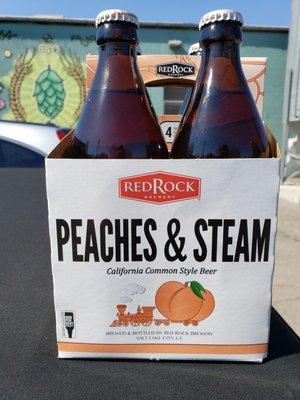 REDROCK
BREWERY
4
REDROCK
BREWERY
PEACHES & STEAM
California Common Style Beer
BREWED & BOTTLED BY RED ROCK BREWERY
SALT LAKE CITY, UT